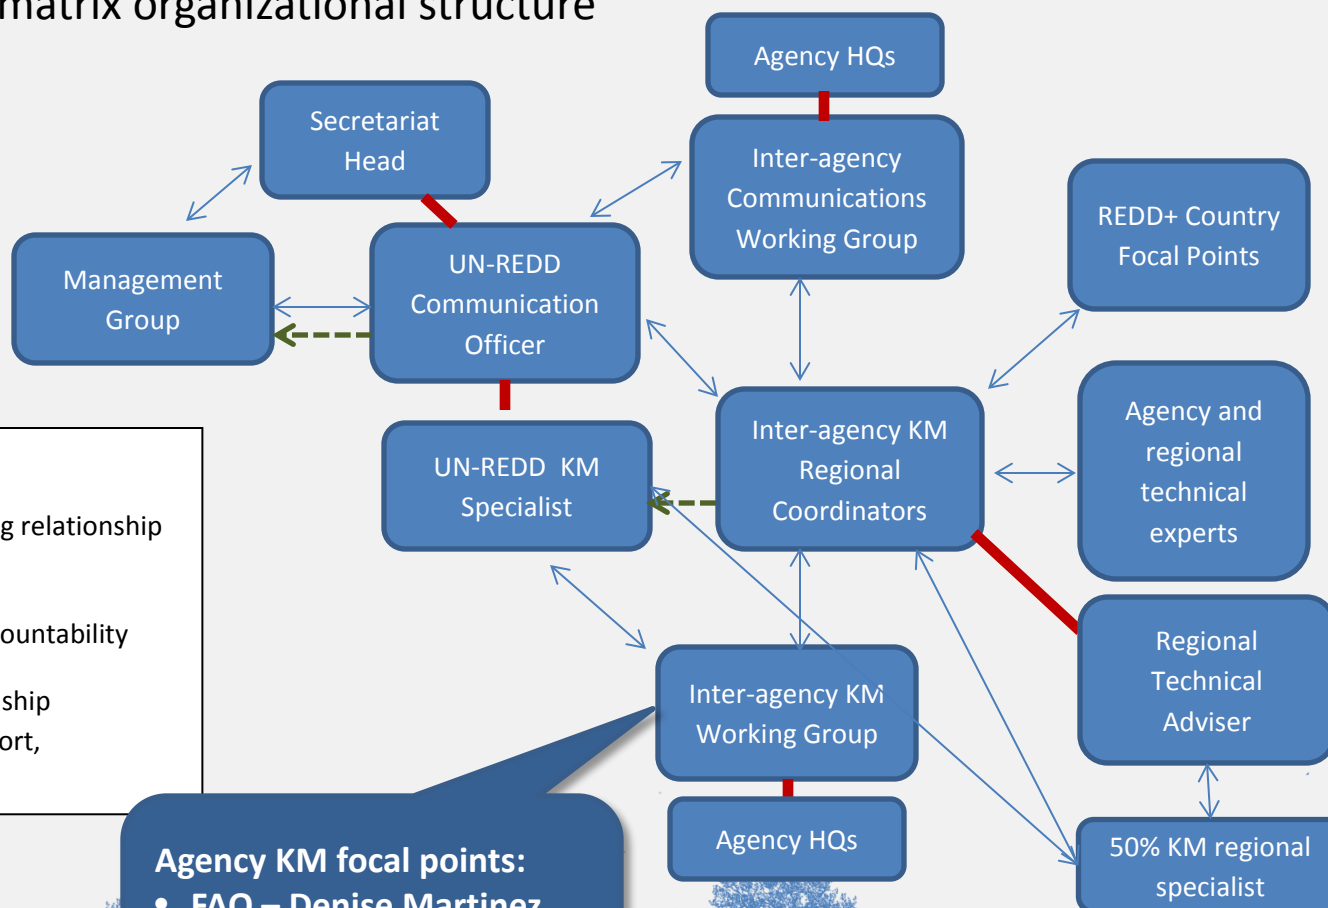 matrix organizational structure
Agency HQs
Secretariat
Head
Inter-agency
Communications
Working Group
REDD+ Country
Focal Points
UN-REDD
Communication
Officer
Management
Group
Agency and
regional
technical
experts
Inter-agency KM
Regional
Coordinators
UN-REDD KM
Specialist
g relationship
ountability
ship
ort,
Regional
Technical
Adviser
Inter-agency KM
Working Group
Agency HQs
50% KM regional
specialist
Agency KM focal points:
• FAO – Denise Martinez